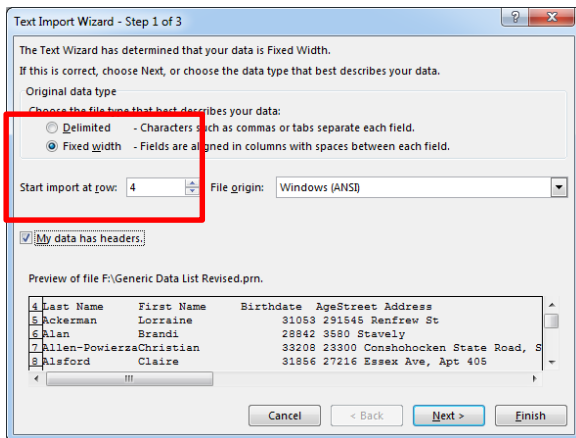 Text Import Wizard - Step 1 of 3
The Text Wizard has determined that your data is Fixed Width.
If this is correct, choose Next, or choose the data type that best describes your data.
Original data type
Choose the file type that best describes your data:
Delimited - Characters such as commas or tabs separate each field.
Fixed width - Fields are aligned in columns with spaces between each field.
Start import at row: 4 File origin: Windows (ANSI)
My data has headers.
Preview of file F:\Generic Data List Revised.prn.
4 Last Name First Name Birthdate AgeStreet Address
5 Ackerman Lorraine 31053 291545 Renfrew St
6 Alan Brandi 28842 3580 Stavely
7 Allen-PowierzaChristian 33208 23300 Conshohocken State Road, S
8 Alsford Claire 31856 27216 Essex Ave, Apt 405
Cancel < Back Next > Finish